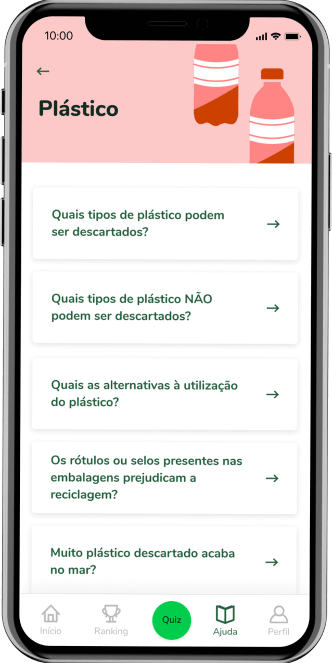 10:00
Plástico
Quais tipos de plástico podem
ser descartados?
Quais tipos de plástico NÃO
podem ser descartados?
Quais as alternativas à utilização
do plástico?
Os rótulos ou selos presentes nas
embalagens prejudicam a
reciclagem?
Muito plástico descartado acaba
no mar?
Início
Ranking
Quiz
Ajuda
Perfil